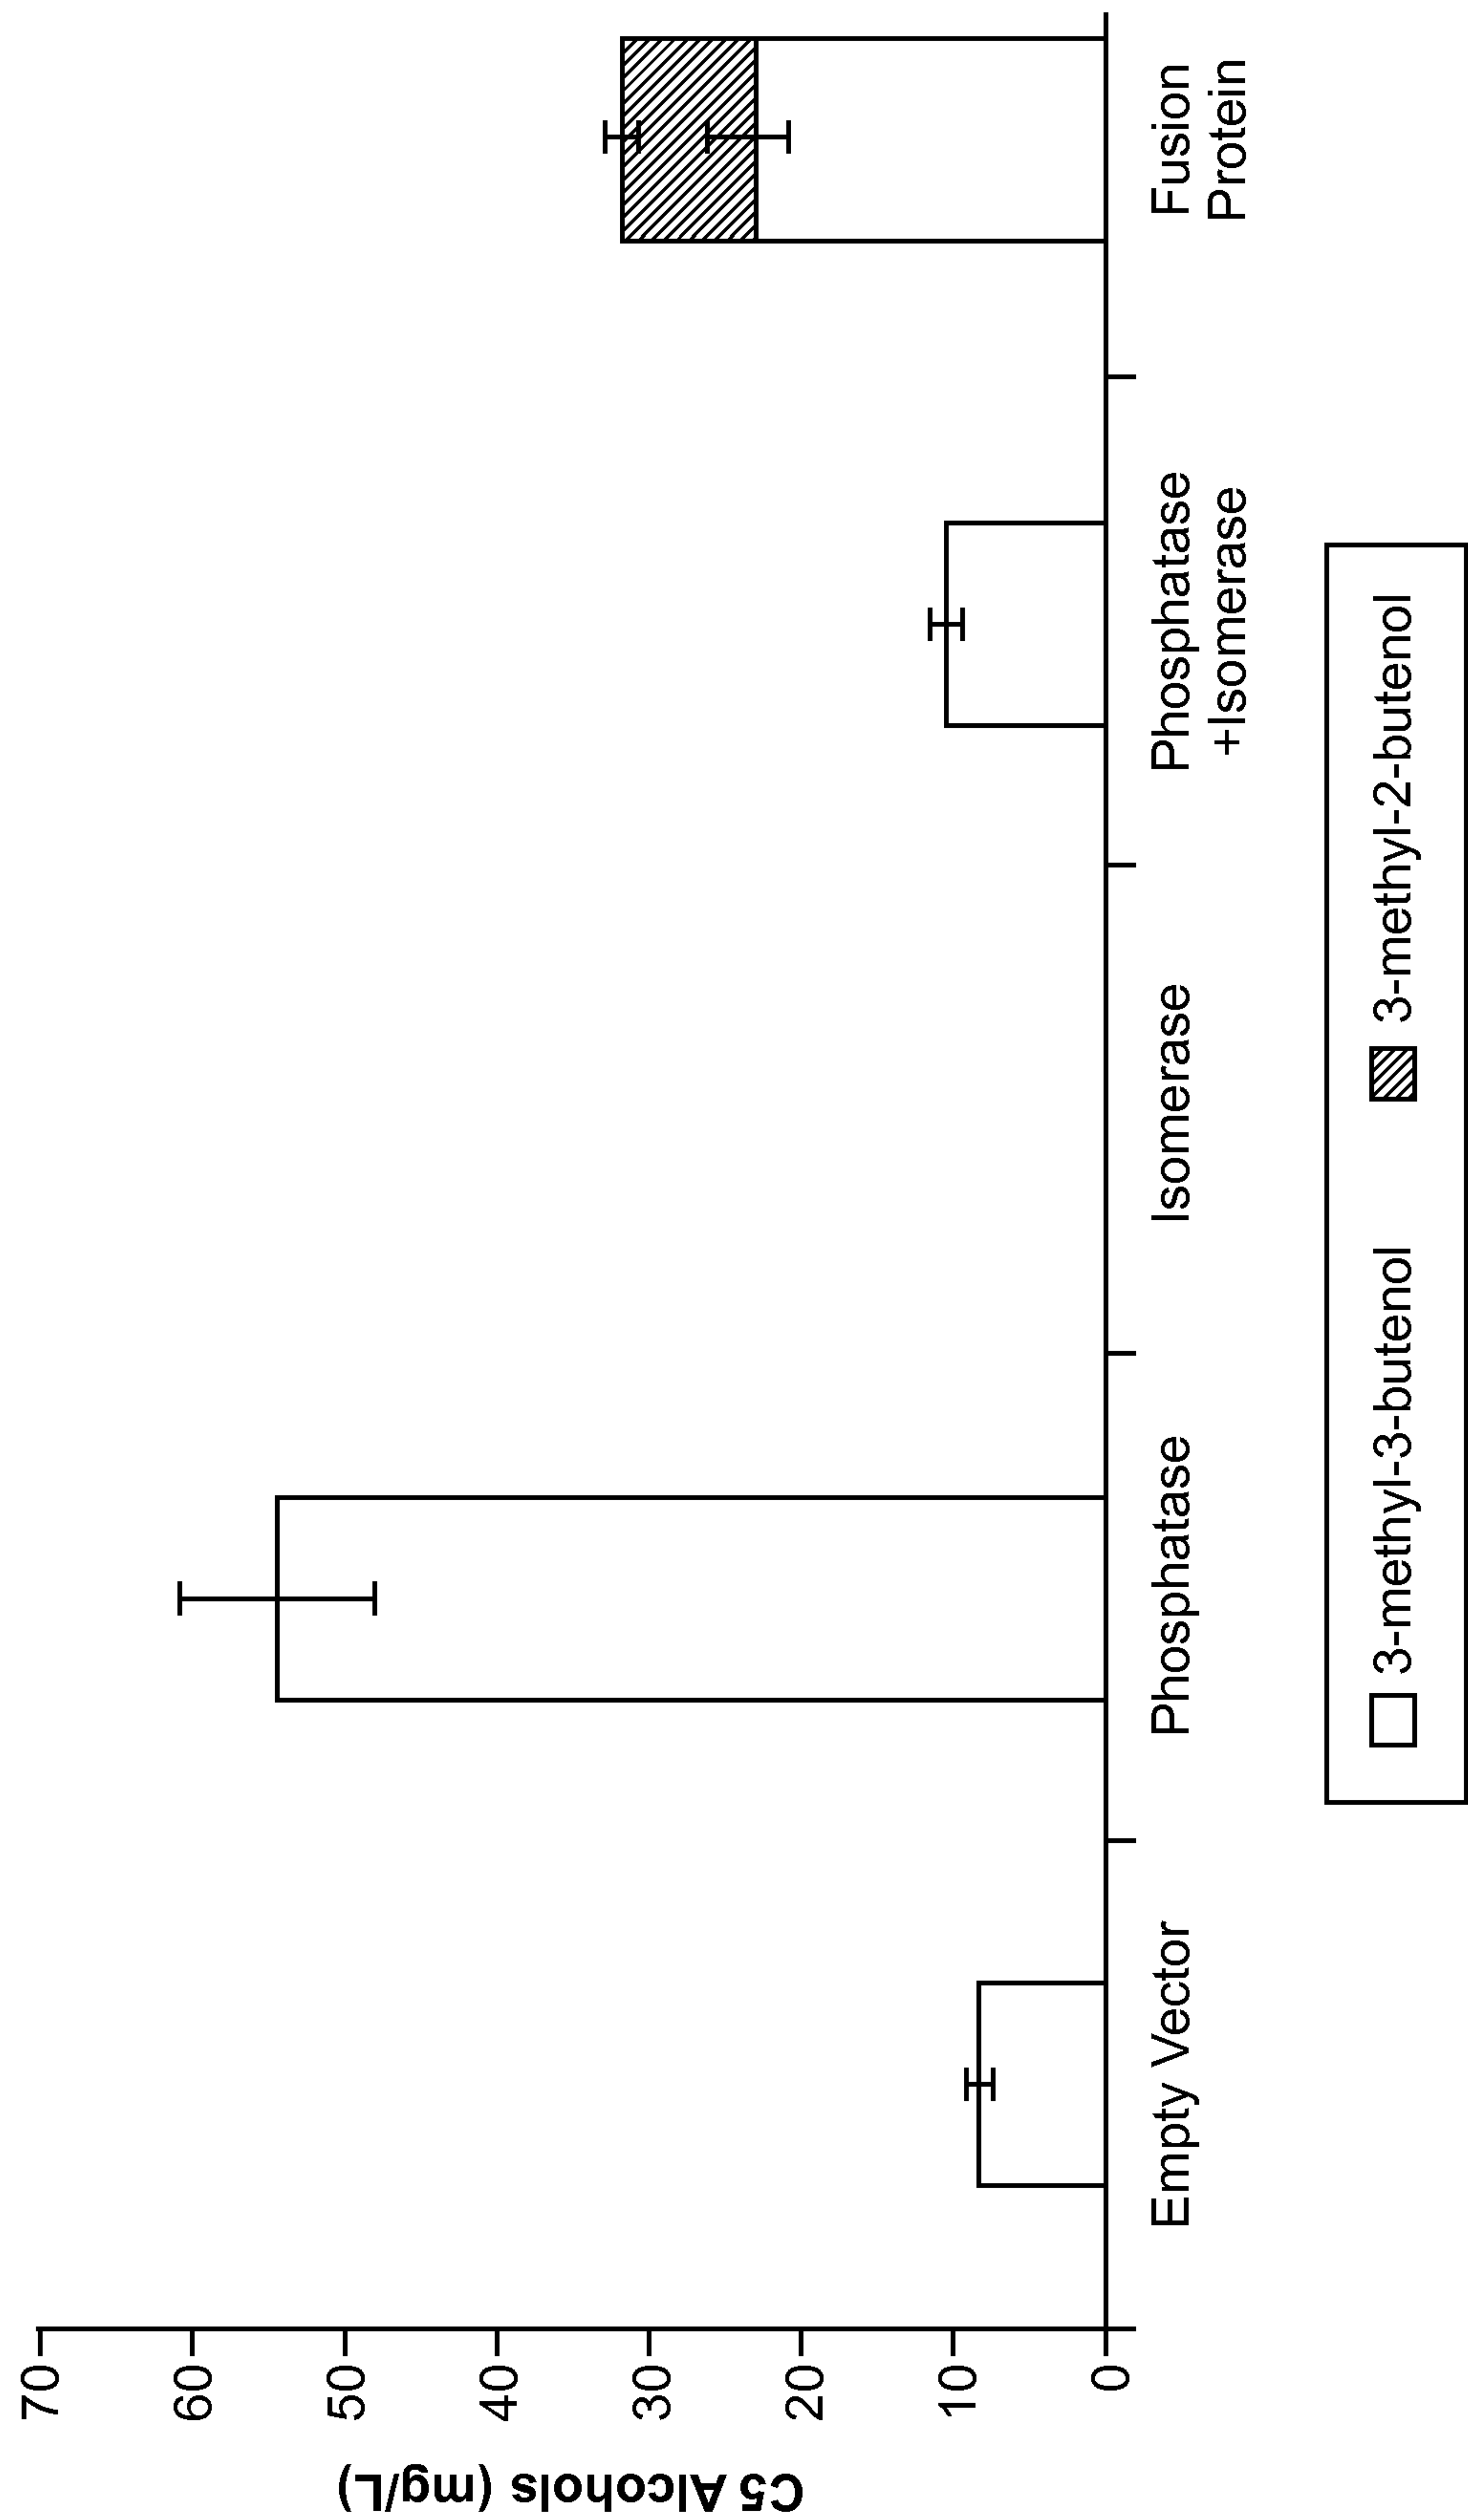 C5 Alcohols (mg/L)
70
60
50
40
30
20
10
0
Empty Vector
Phosphatase
Isomerase
Phosphatase
+Isomerase
Fusion
Protein
3-methyl-3-butenol
3-methyl-2-butenol